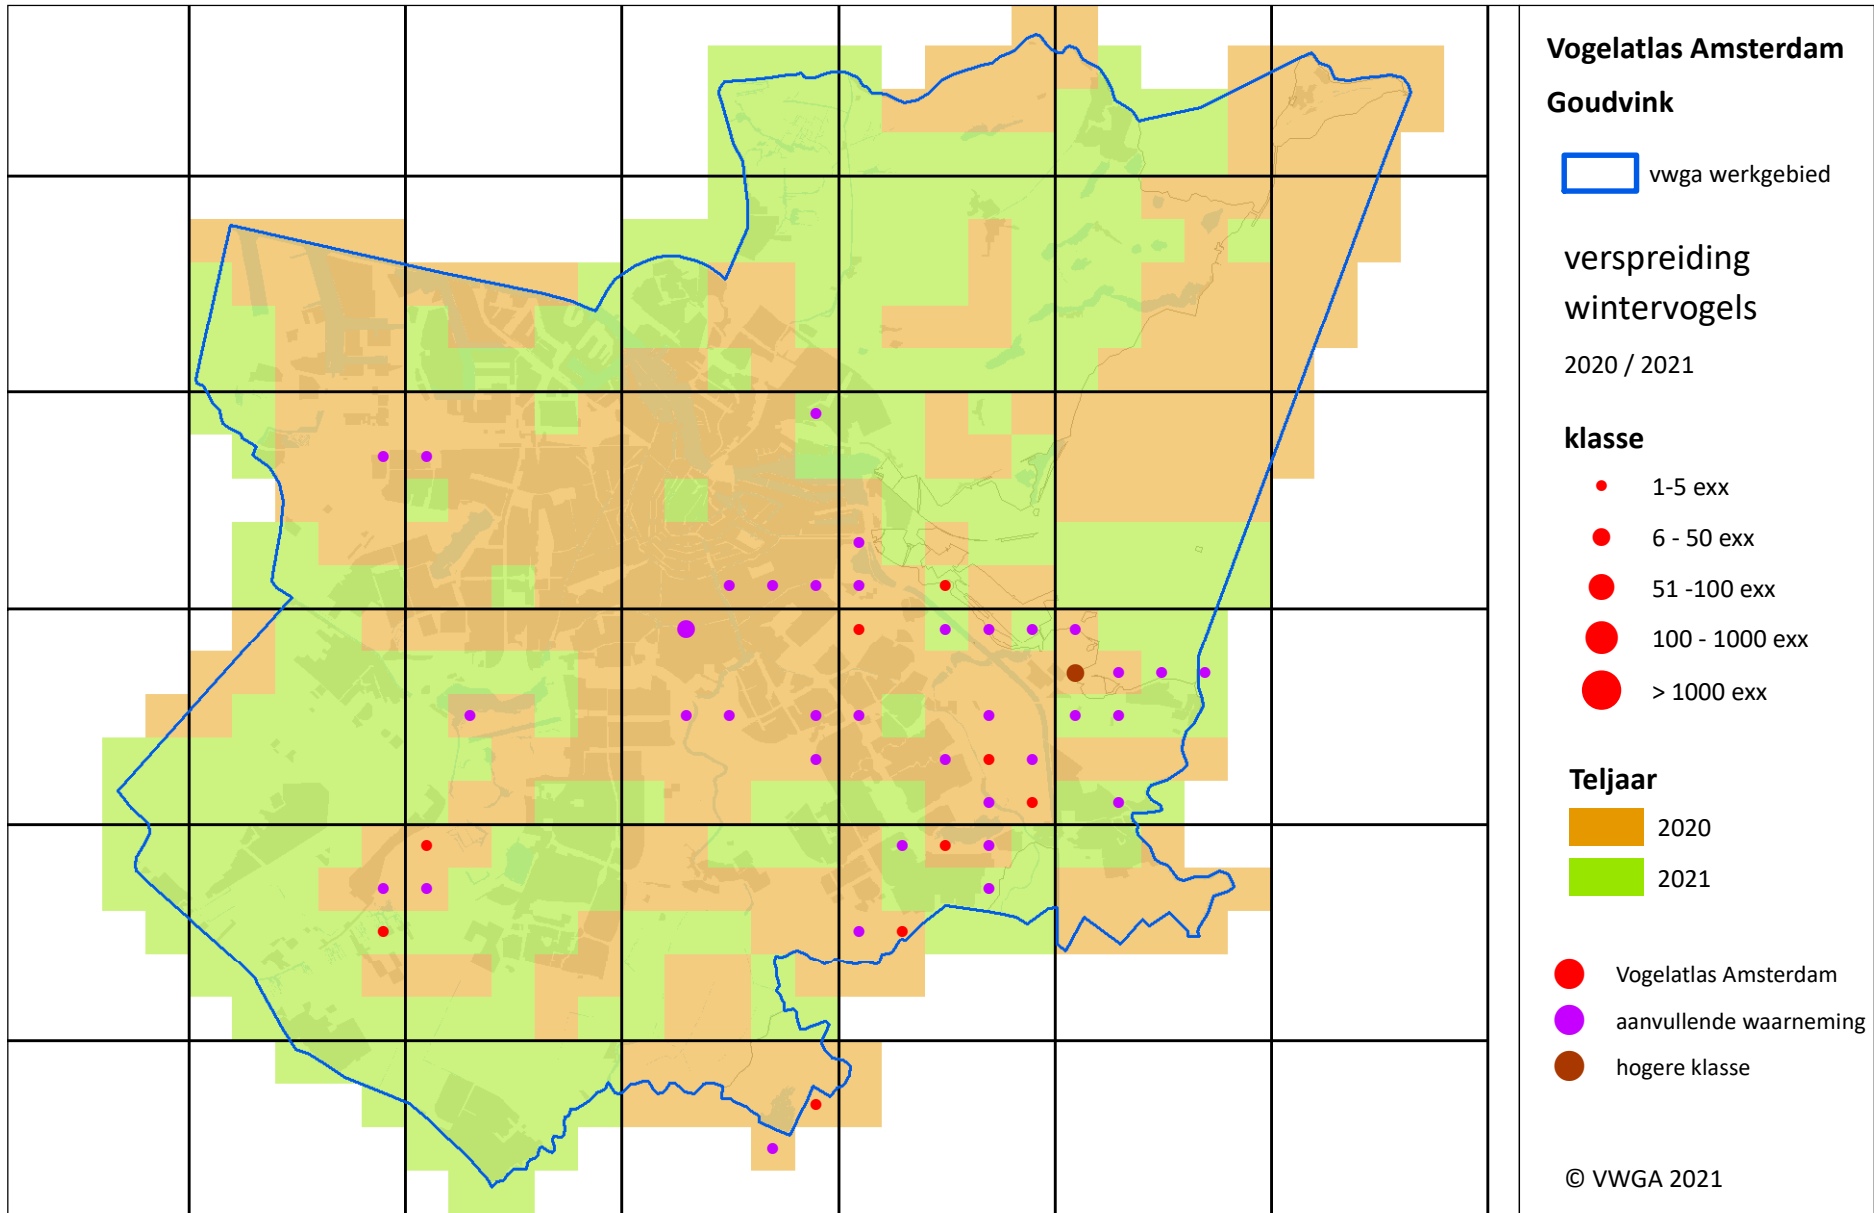 Vogelatlas Amsterdam
Goudvink
vwga werkgebied
verspreiding
wintervogels
2020 / 2021
klasse
1-5 exx
6 - 50 exx
51 -100 exx
100 - 1000 exx
> 1000 exx
Teljaar
2020
2021
Vogelatlas Amsterdam
aanvullende waarneming
hogere klasse
© VWGA 2021